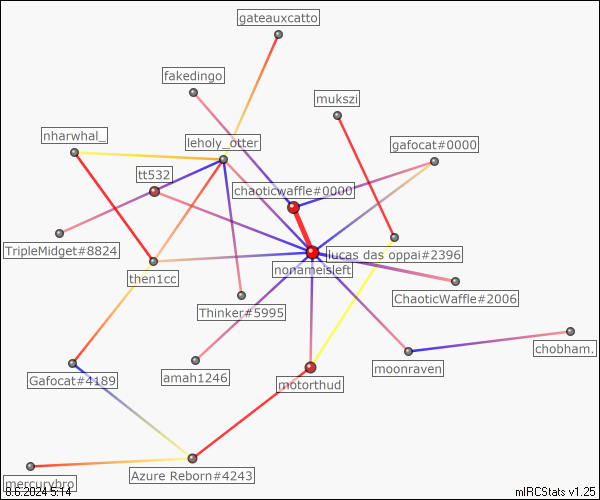 gateauxcatto
fakedingo
mukszi
nharwhal_
leholy_otter
gafocat#0000
tt532
chaoticwaffle#0000
TripleMidget#8824
lucas das oppai#2396
nonameisleft
then1cc
ChaoticWaffle#2006
Thinker#5995
chobham.
moonraven
Gafocat#4189
amah1246
motorthud
Azure Reborn#4243
mercurybro
8.6.2024 5:14
mIRCStats v1.25